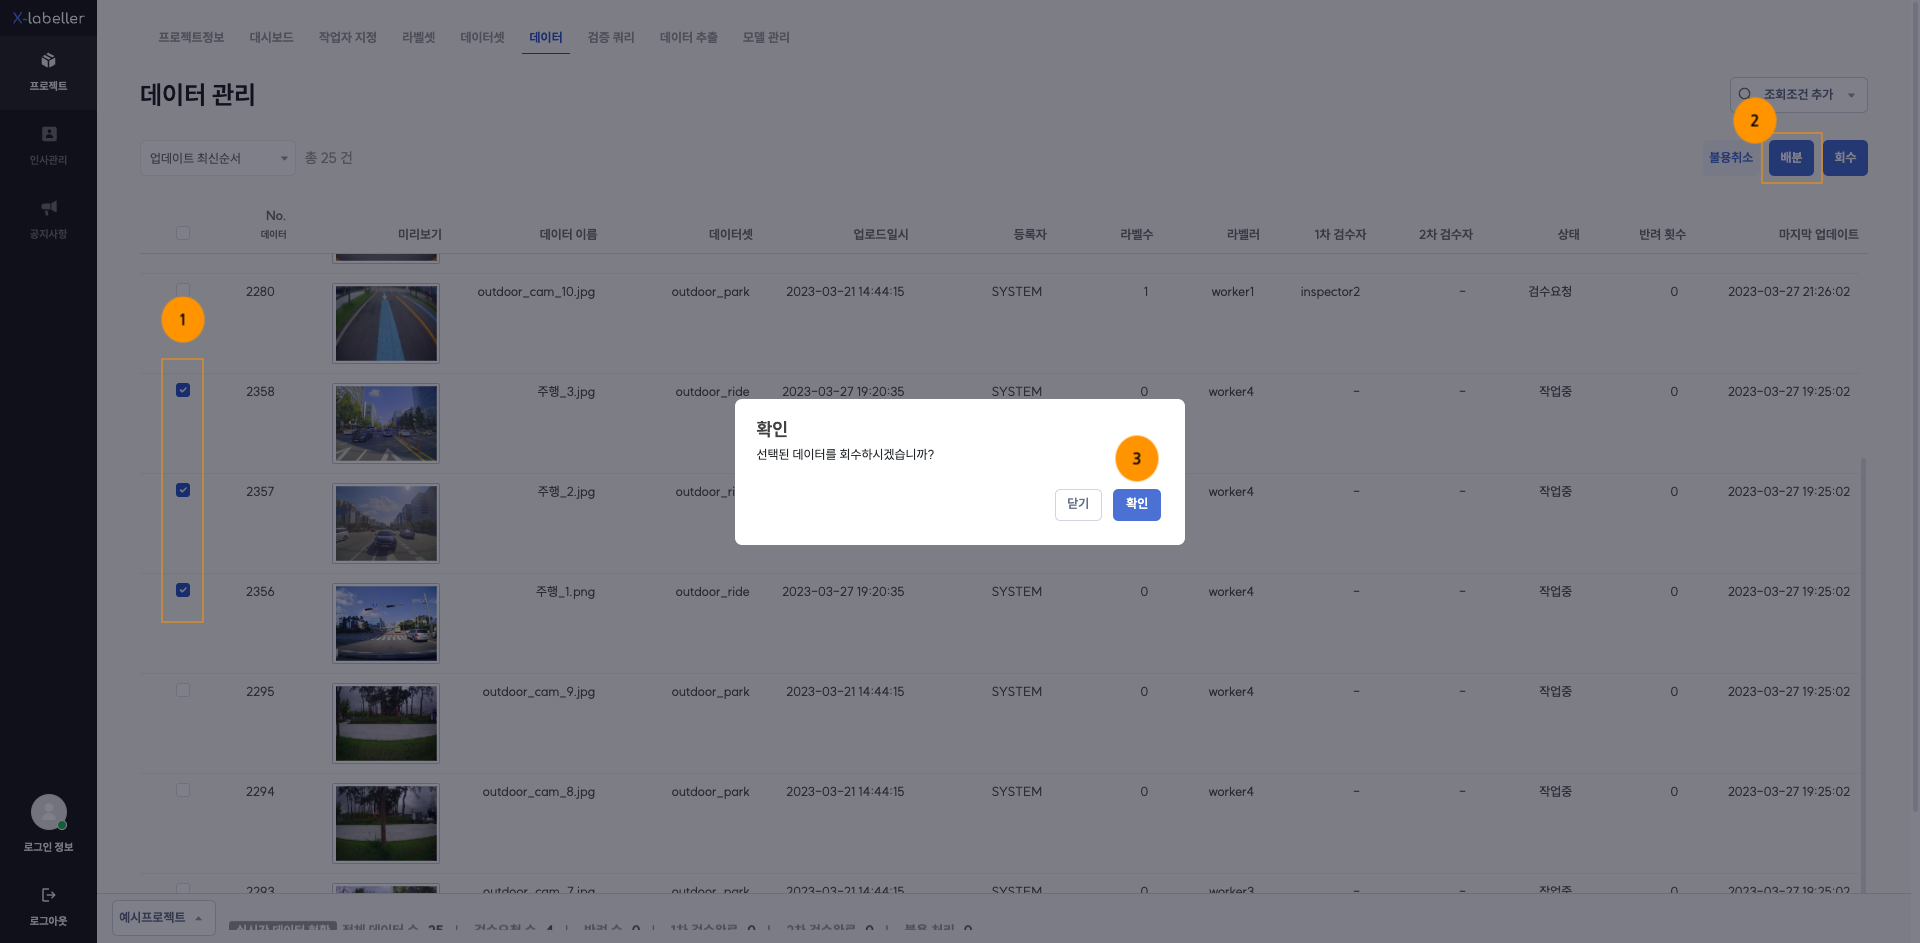 X-labeller
프로젝트
인사관리
공지사항
로그인 정보
로그아웃
프로젝트정보 대시보드 작업자 지정 라벨셋 데이터셋 데이터 검증 쿼리 데이터 추출 모델 관리
데이터 관리
조회조건 추가
2
업데이트 최신순서 총 25 건
불용취소 배분 회수
No.
데이터 미리보기 데이터 이름 데이터셋 업로드일시 등록자 라벨수 라벨러 1차 검수자 2차 검수자 상태 반려 횟수 마지막 업데이트
2280 outdoor_cam_10.jpg outdoor_park 2023-03-21 14:44:15 SYSTEM 1 worker1 inspector2 - 검수요청 0 2023-03-27 21:26:02
1
2358 주행_3.jpg outdoor_ride 2023-03-27 19:20:35 SYSTEM 0 worker4 - - 작업중 0 2023-03-27 19:25:02
확인
선택된 데이터를 회수하시겠습니까?
3
닫기 확인
2357 주행_2.jpg outdoor_ri worker4 - - 작업중 0 2023-03-27 19:25:02
2356 주행_1.png outdoor_ride 2023-03-27 19:20:35 SYSTEM 0 worker4 - - 작업중 0 2023-03-27 19:25:02
2295 outdoor_cam_9.jpg outdoor_park 2023-03-21 14:44:15 SYSTEM 0 worker4 - - 작업중 0 2023-03-27 19:25:02
2294 outdoor_cam_8.jpg outdoor_park 2023-03-21 14:44:15 SYSTEM 0 worker4 - - 작업중 0 2023-03-27 19:25:02
2293 outdoor_cam_7.jpg outdoor_park 2023-03-21 14:44:15 SYSTEM 0 worker3 - - 작업중 0 2023-03-27 19:25:02
예시프로젝트 실시간 데이터 현황 전체 데이터 수 25 | 검수요청 수 4 | 반려 수 0 | 1차 검수완료 0 | 2차 검수완료 0 | 불용 처리 0